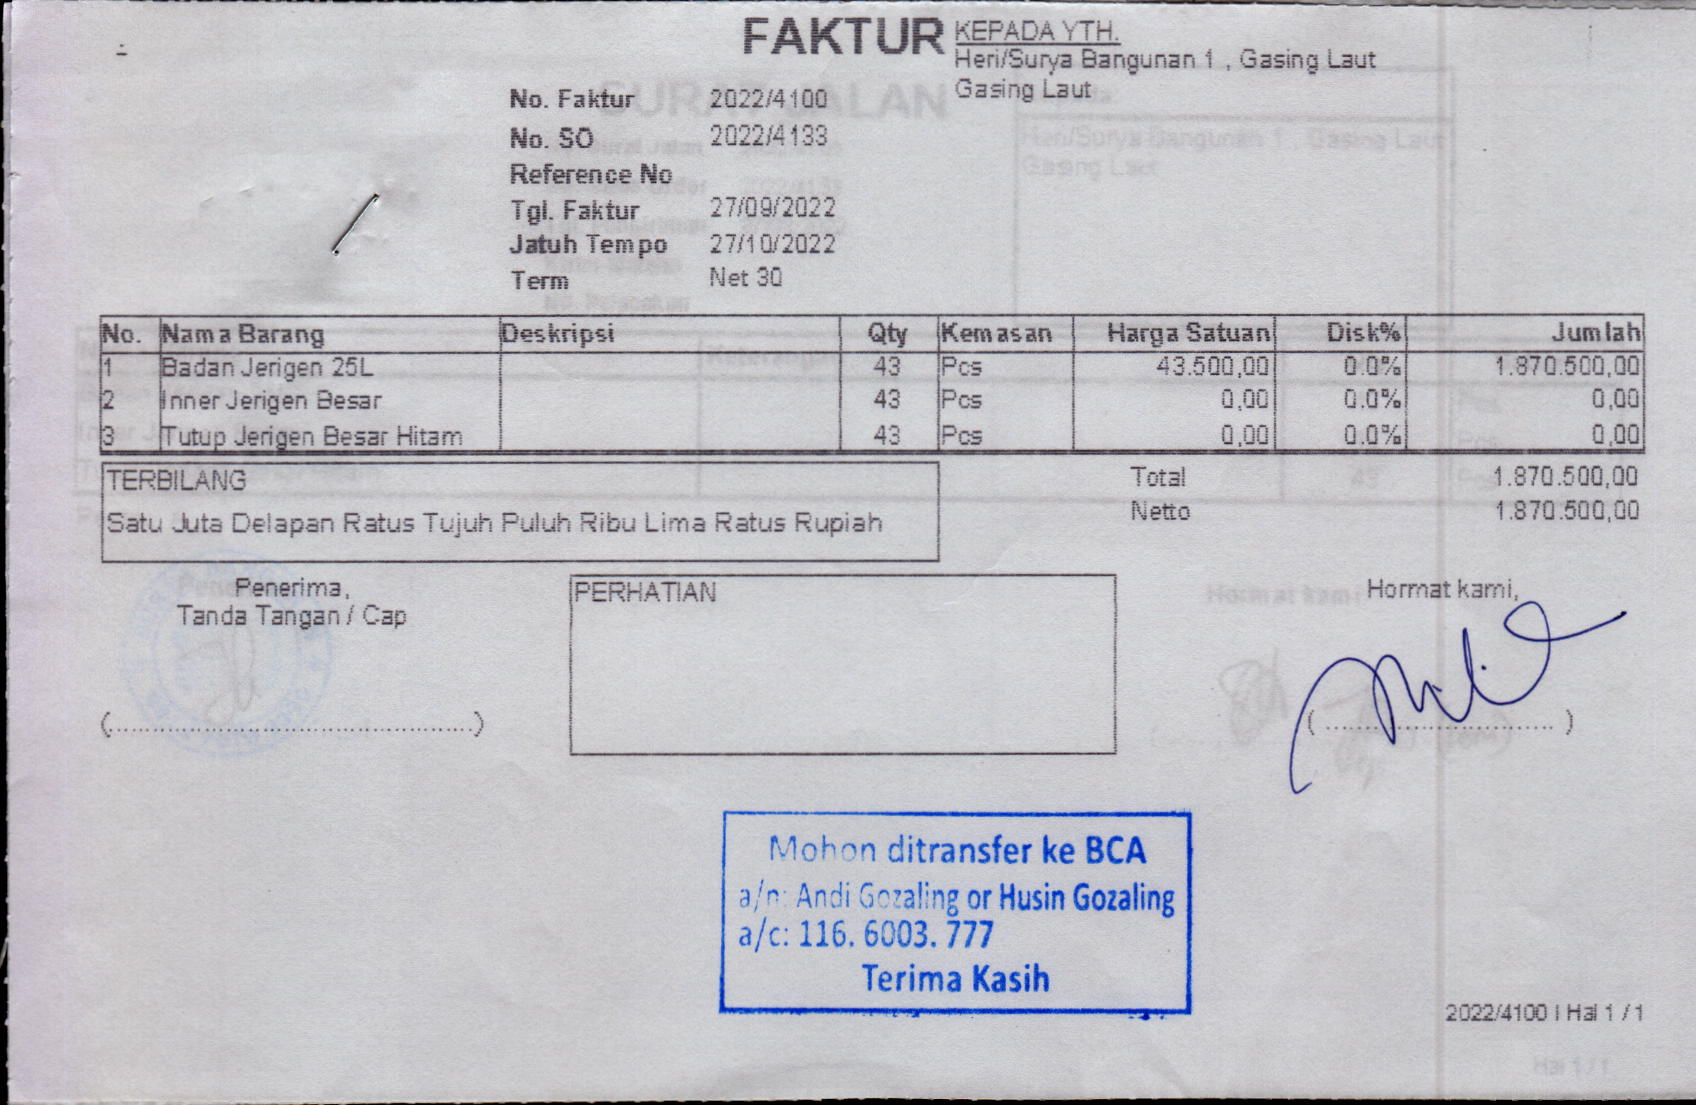 FAKTUR
KEPADA YTH.
Heri/Surya Bangunan 1 , Gasing Laut
Gasing Laut
No. Faktur 2022/4100
No. SO 2022/4133
Reference No
Tgl. Faktur 27/09/2022
Jatuh Tempo 27/10/2022
Term Net 30
No. Nama Barang Deskripsi Qty Kemasan Harga Satuan Disk% Jumlah
1 Badan Jerigen 25L 43 Pcs 43.500,00 0.0% 1.870.500,00
2 Inner Jerigen Besar 43 Pcs 0,00 0.0% 0,00
3 Tutup Jerigen Besar Hitam 43 Pcs 0,00 0.0% 0,00
TERBILANG
Satu Juta Delapan Ratus Tujuh Puluh Ribu Lima Ratus Rupiah
Total 1.870.500,00
Netto 1.870.500,00
Penerima,
Tanda Tangan / Cap
(..............................................)
PERHATIAN
Hormat kami,
( .............................. )
Mohon ditransfer ke BCA
a/n: Andi Gozaling or Husin Gozaling
a/c: 116. 6003. 777
Terima Kasih
2022/4100 | Hal 1 / 1